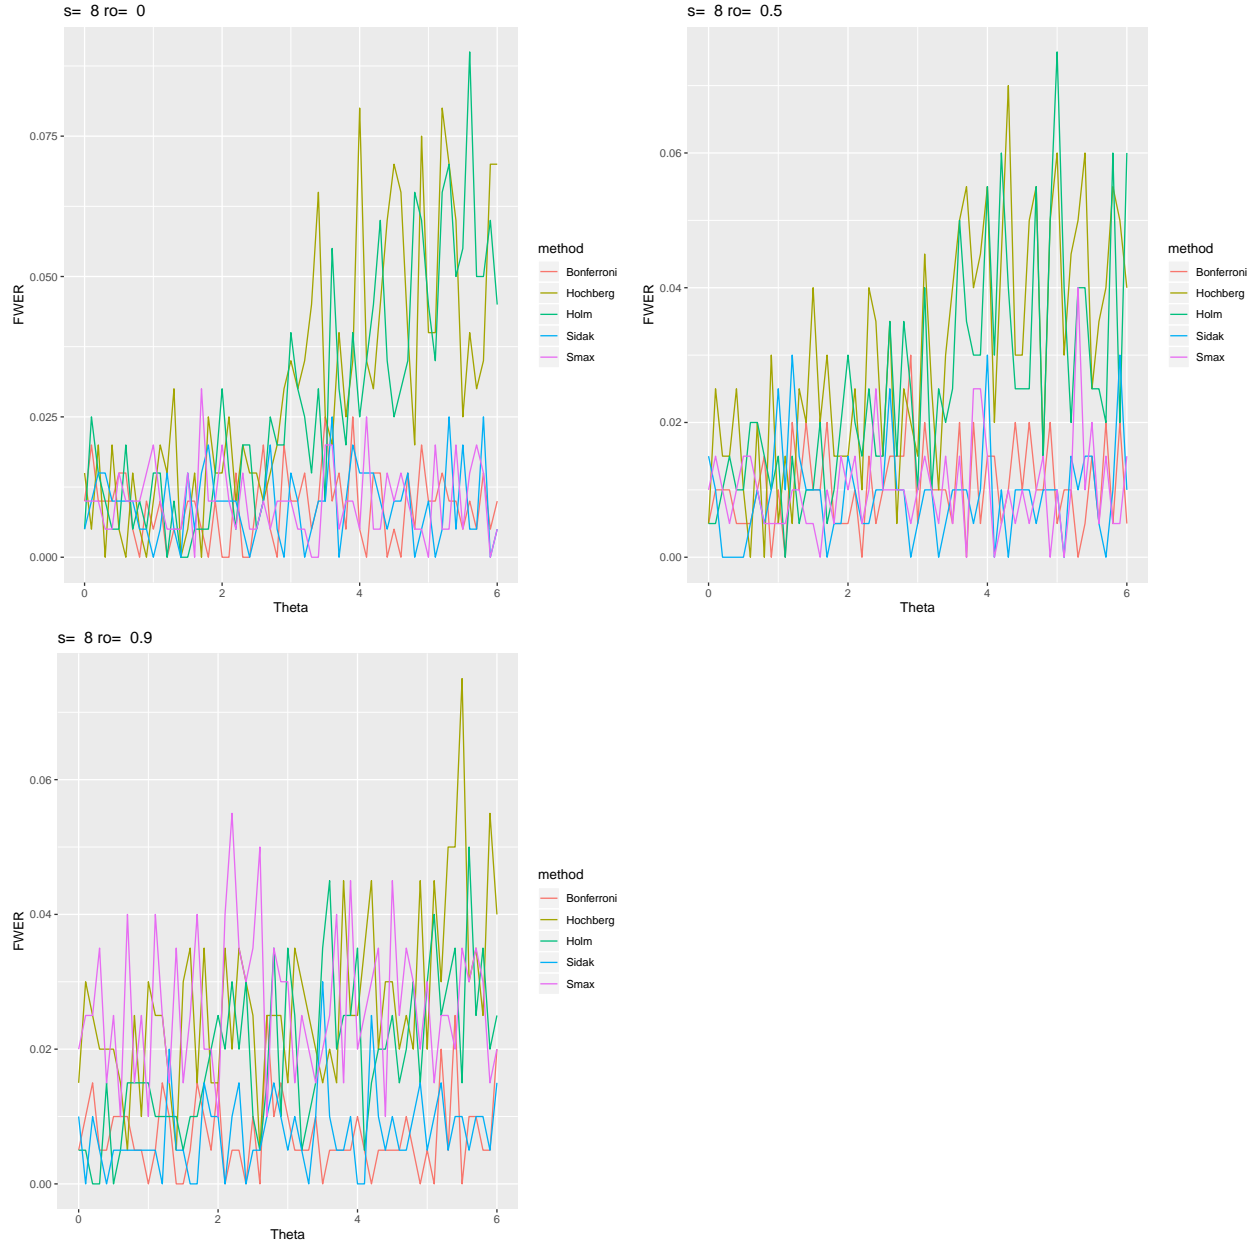 s=  8 ro=  0
0.075
0.050
0.025
0.000
FWER
0
2
4
6
Theta
method
Bonferroni
Hochberg
Holm
Sidak
Smax
s=  8 ro=  0.5
0.06
0.04
0.02
0.00
FWER
0
2
4
6
Theta
method
Bonferroni
Hochberg
Holm
Sidak
Smax
s=  8 ro=  0.9
0.06
0.04
0.02
0.00
FWER
0
2
4
6
Theta
method
Bonferroni
Hochberg
Holm
Sidak
Smax